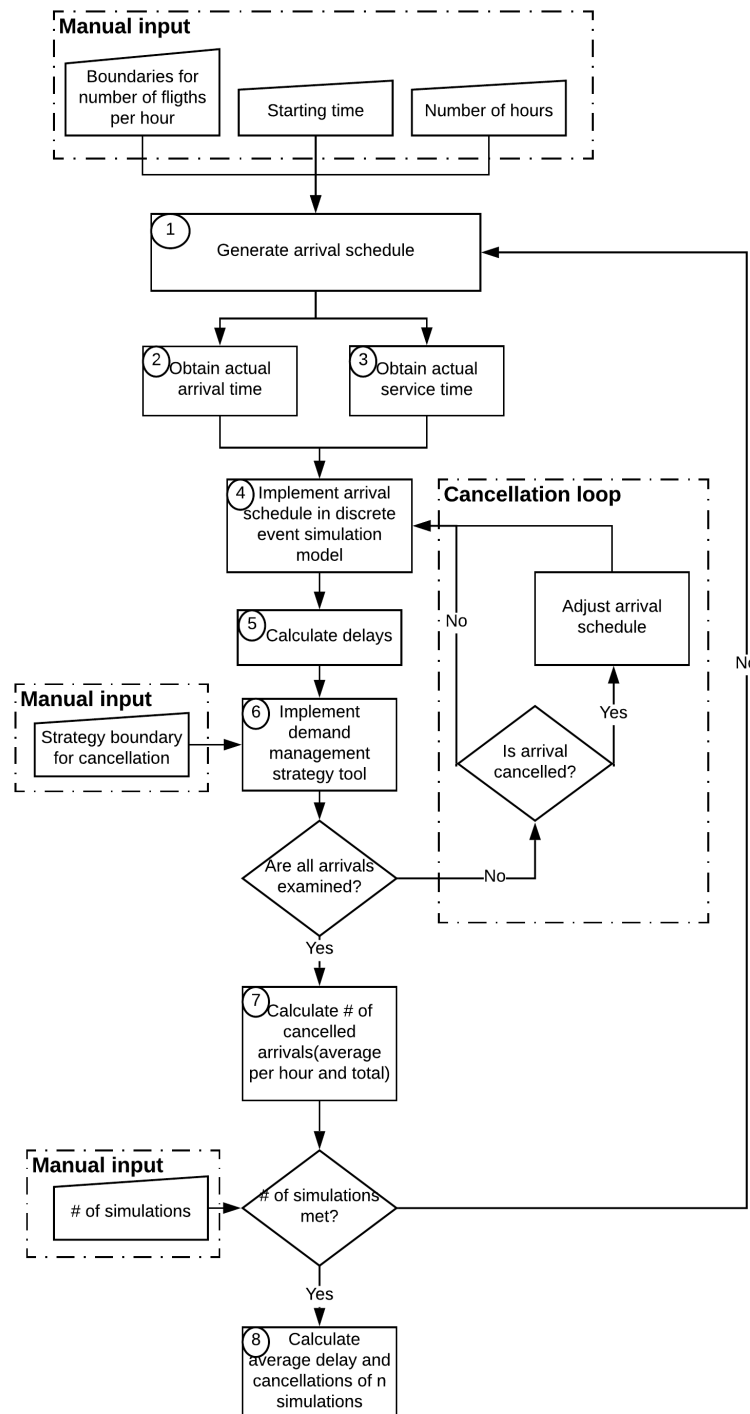 Manual input
Boundaries for
number of fligths
per hour
Starting time
Number of hours
1
Generate arrival schedule
2
Obtain actual
arrival time
3
Obtain actual
service time
4
Implement arrival
schedule in discrete
event simulation
model
Cancellation loop
Adjust arrival
schedule
No
5
Calculate delays
No
Manual input
Strategy boundary
for cancellation
6
Implement
demand
management
strategy tool
Yes
Is arrival
cancelled?
Are all arrivals
examined?
No
Yes
7
Calculate # of
cancelled
arrivals(average
per hour and total)
Manual input
# of simulations
# of simulations
met?
Yes
8
Calculate
average delay and
cancellations of n
simulations